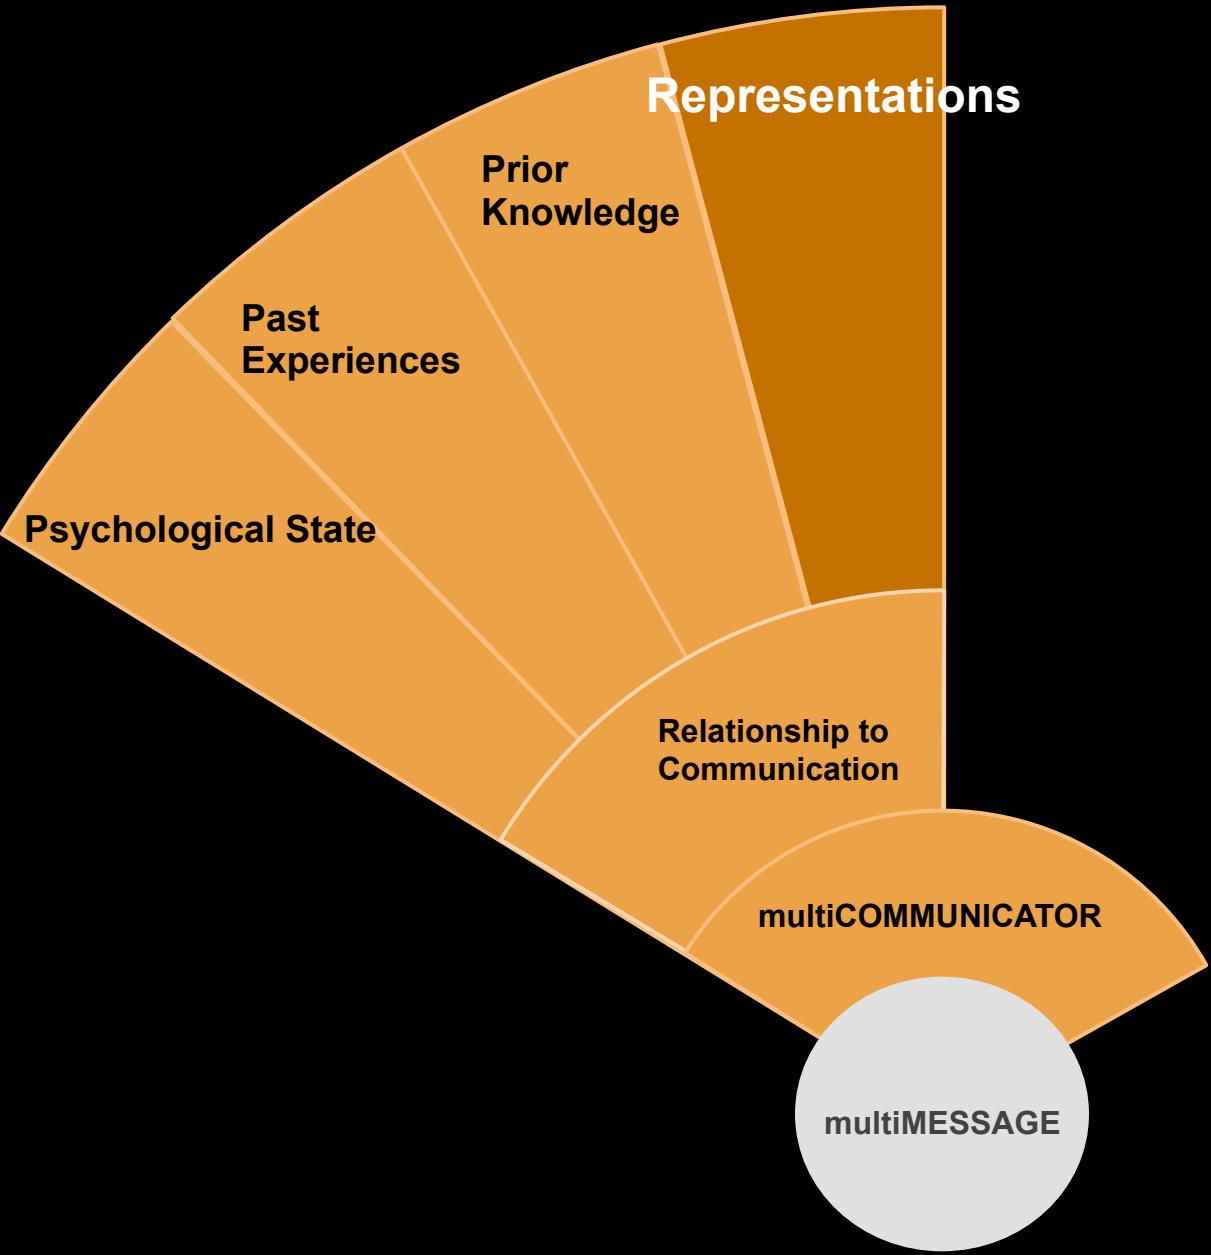 Representations
Prior
Knowledge
Past
Experiences
Psychological State
Relationship to
Communication
multiCOMMUNICATOR
multiMESSAGE